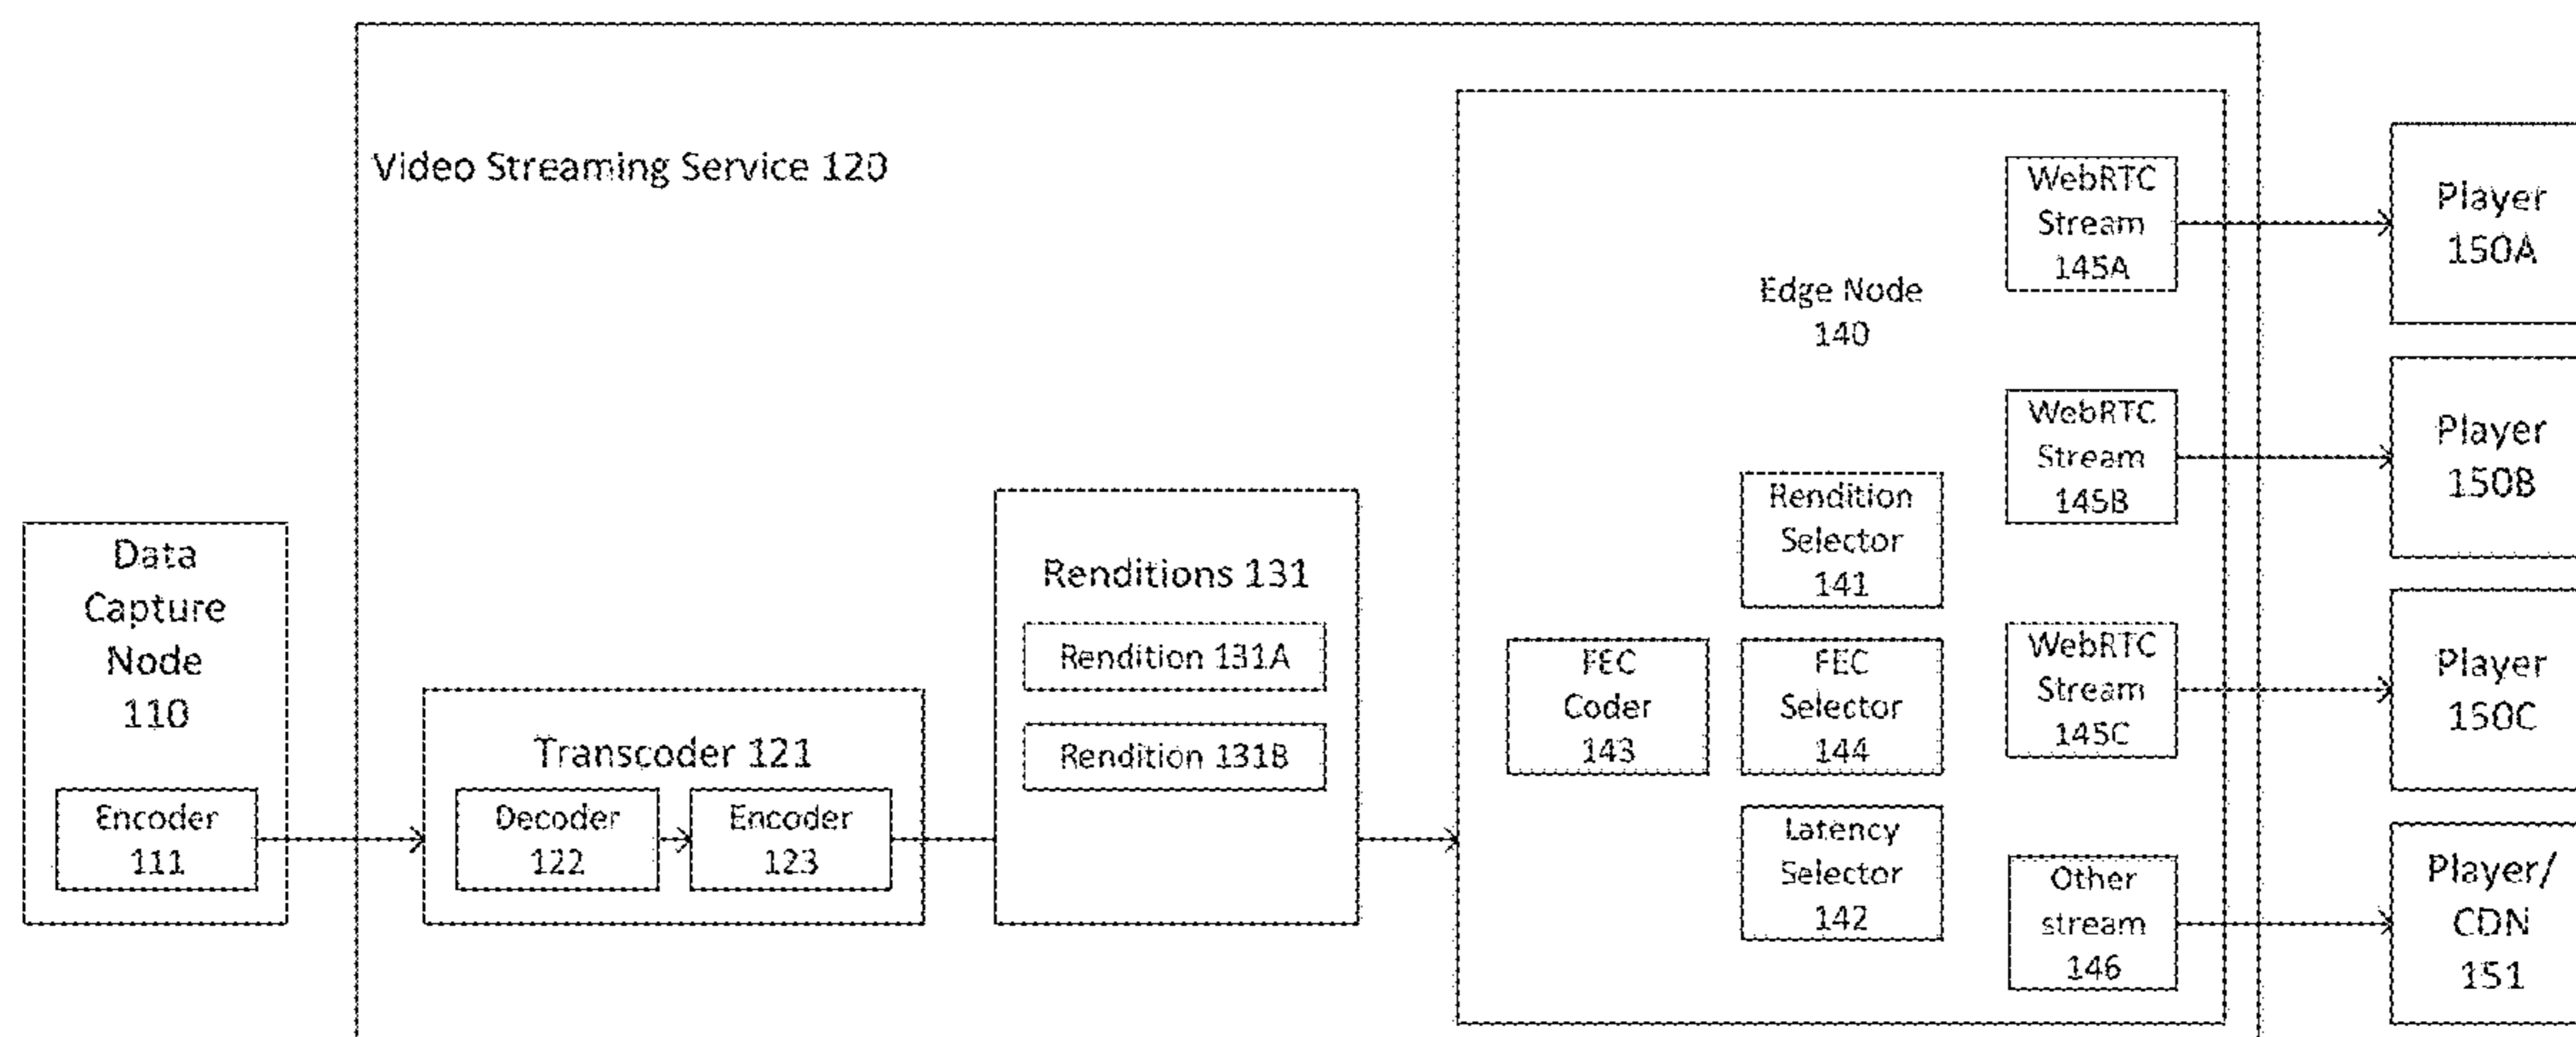 Video Streaming Service 120
Data
Capture
Node
110
Encoder
111
Transcoder 121
Decoder
122
Encoder
123
Renditions 131
Rendition 131A
Rendition 131B
Edge Node
140
Rendition
Selector
141
FEC
Coder
143
FEC
Selector
144
Latency
Selector
142
WebRTC
Stream
145A
WebRTC
Stream
145B
WebRTC
Stream
145C
Other
stream
146
Player
150A
Player
150B
Player
150C
Player/
CDN
151